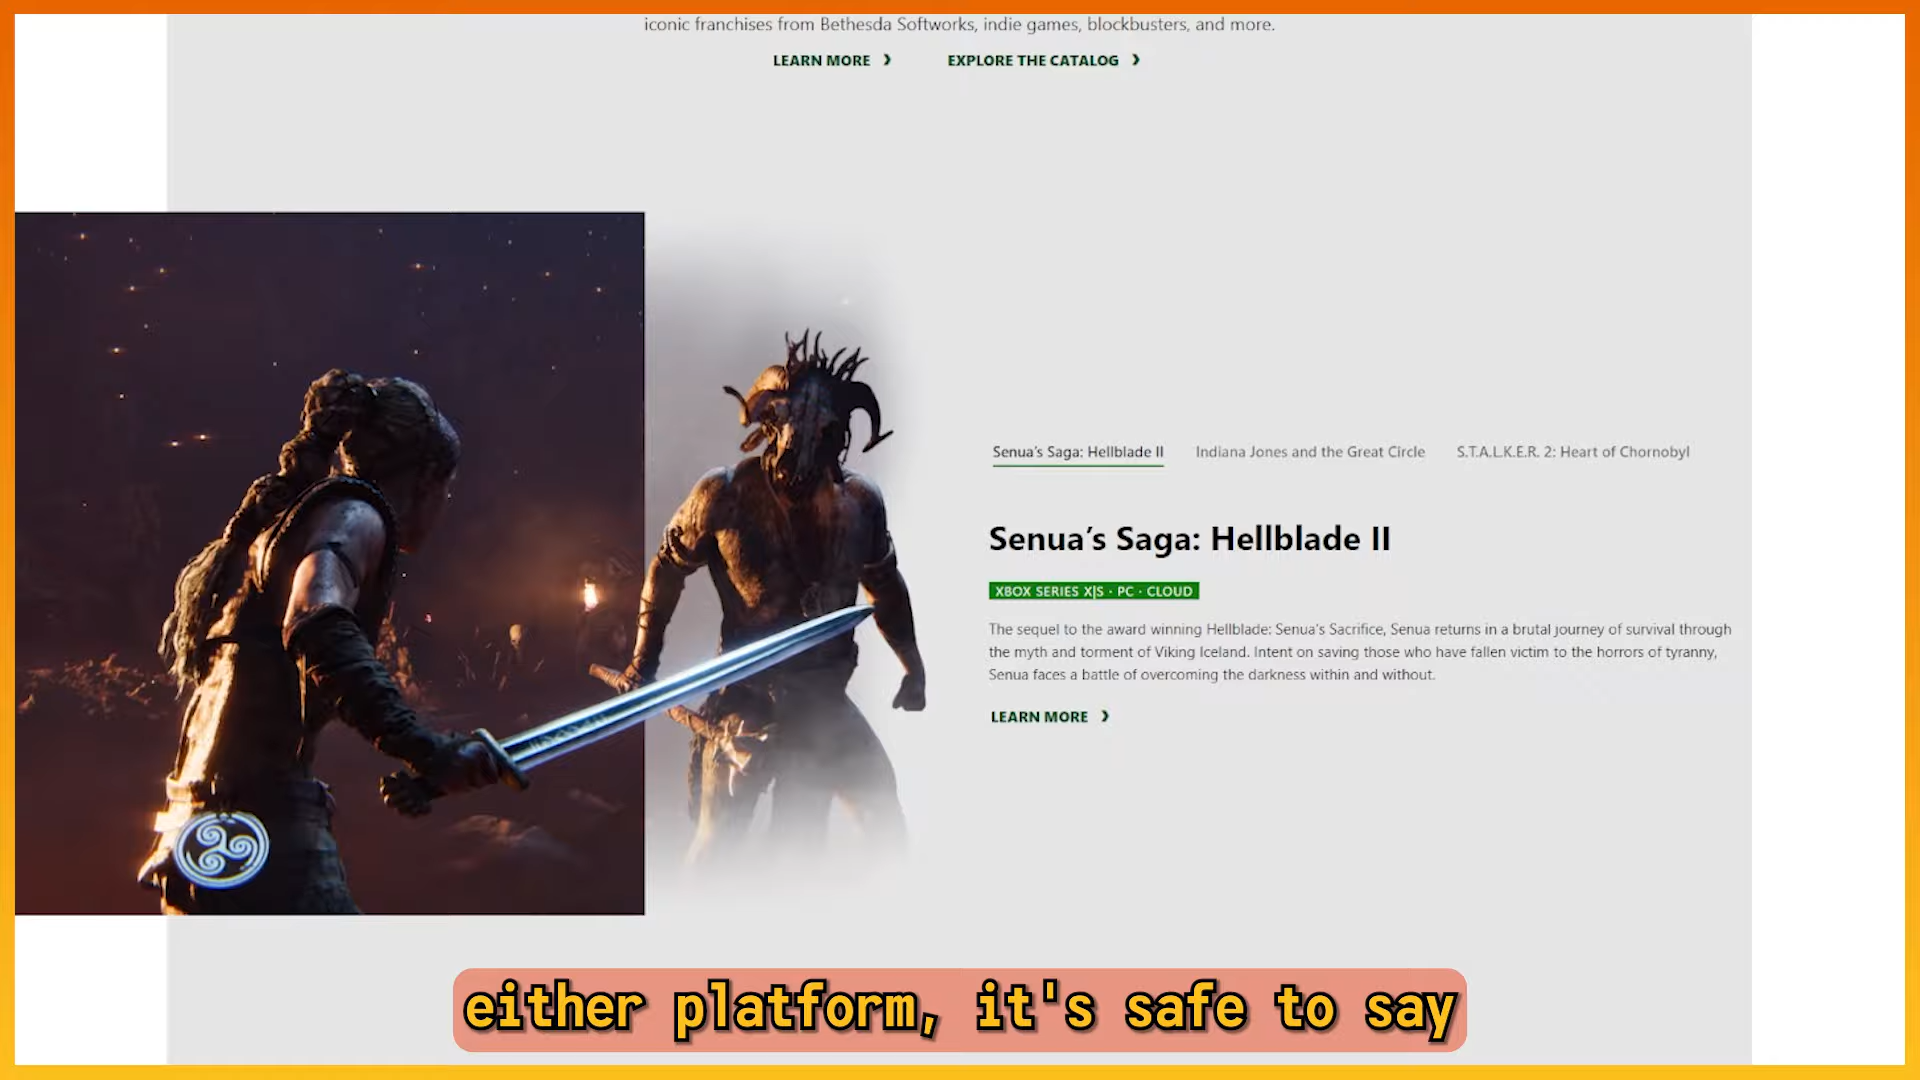 iconic franchises from Bethesda Softworks, indie games, blockbusters, and more.
LEARN MORE
EXPLORE THE CATALOG
Senua's Saga: Hellblade II
Indiana Jones and the Great Circle
S.T.A.L.K.E.R. 2: Heart of Chornobyl
Senua's Saga: Hellblade II
XBOX SERIES X|S · PC · CLOUD
The sequel to the award winning Hellblade: Senua's Sacrifice, Senua returns in a brutal journey of survival through
the myth and torment of Viking Iceland. Intent on saving those who have fallen victim to the horrors of tyranny,
Senua faces a battle of overcoming the darkness within and without.
LEARN MORE
either platform, it's safe to say